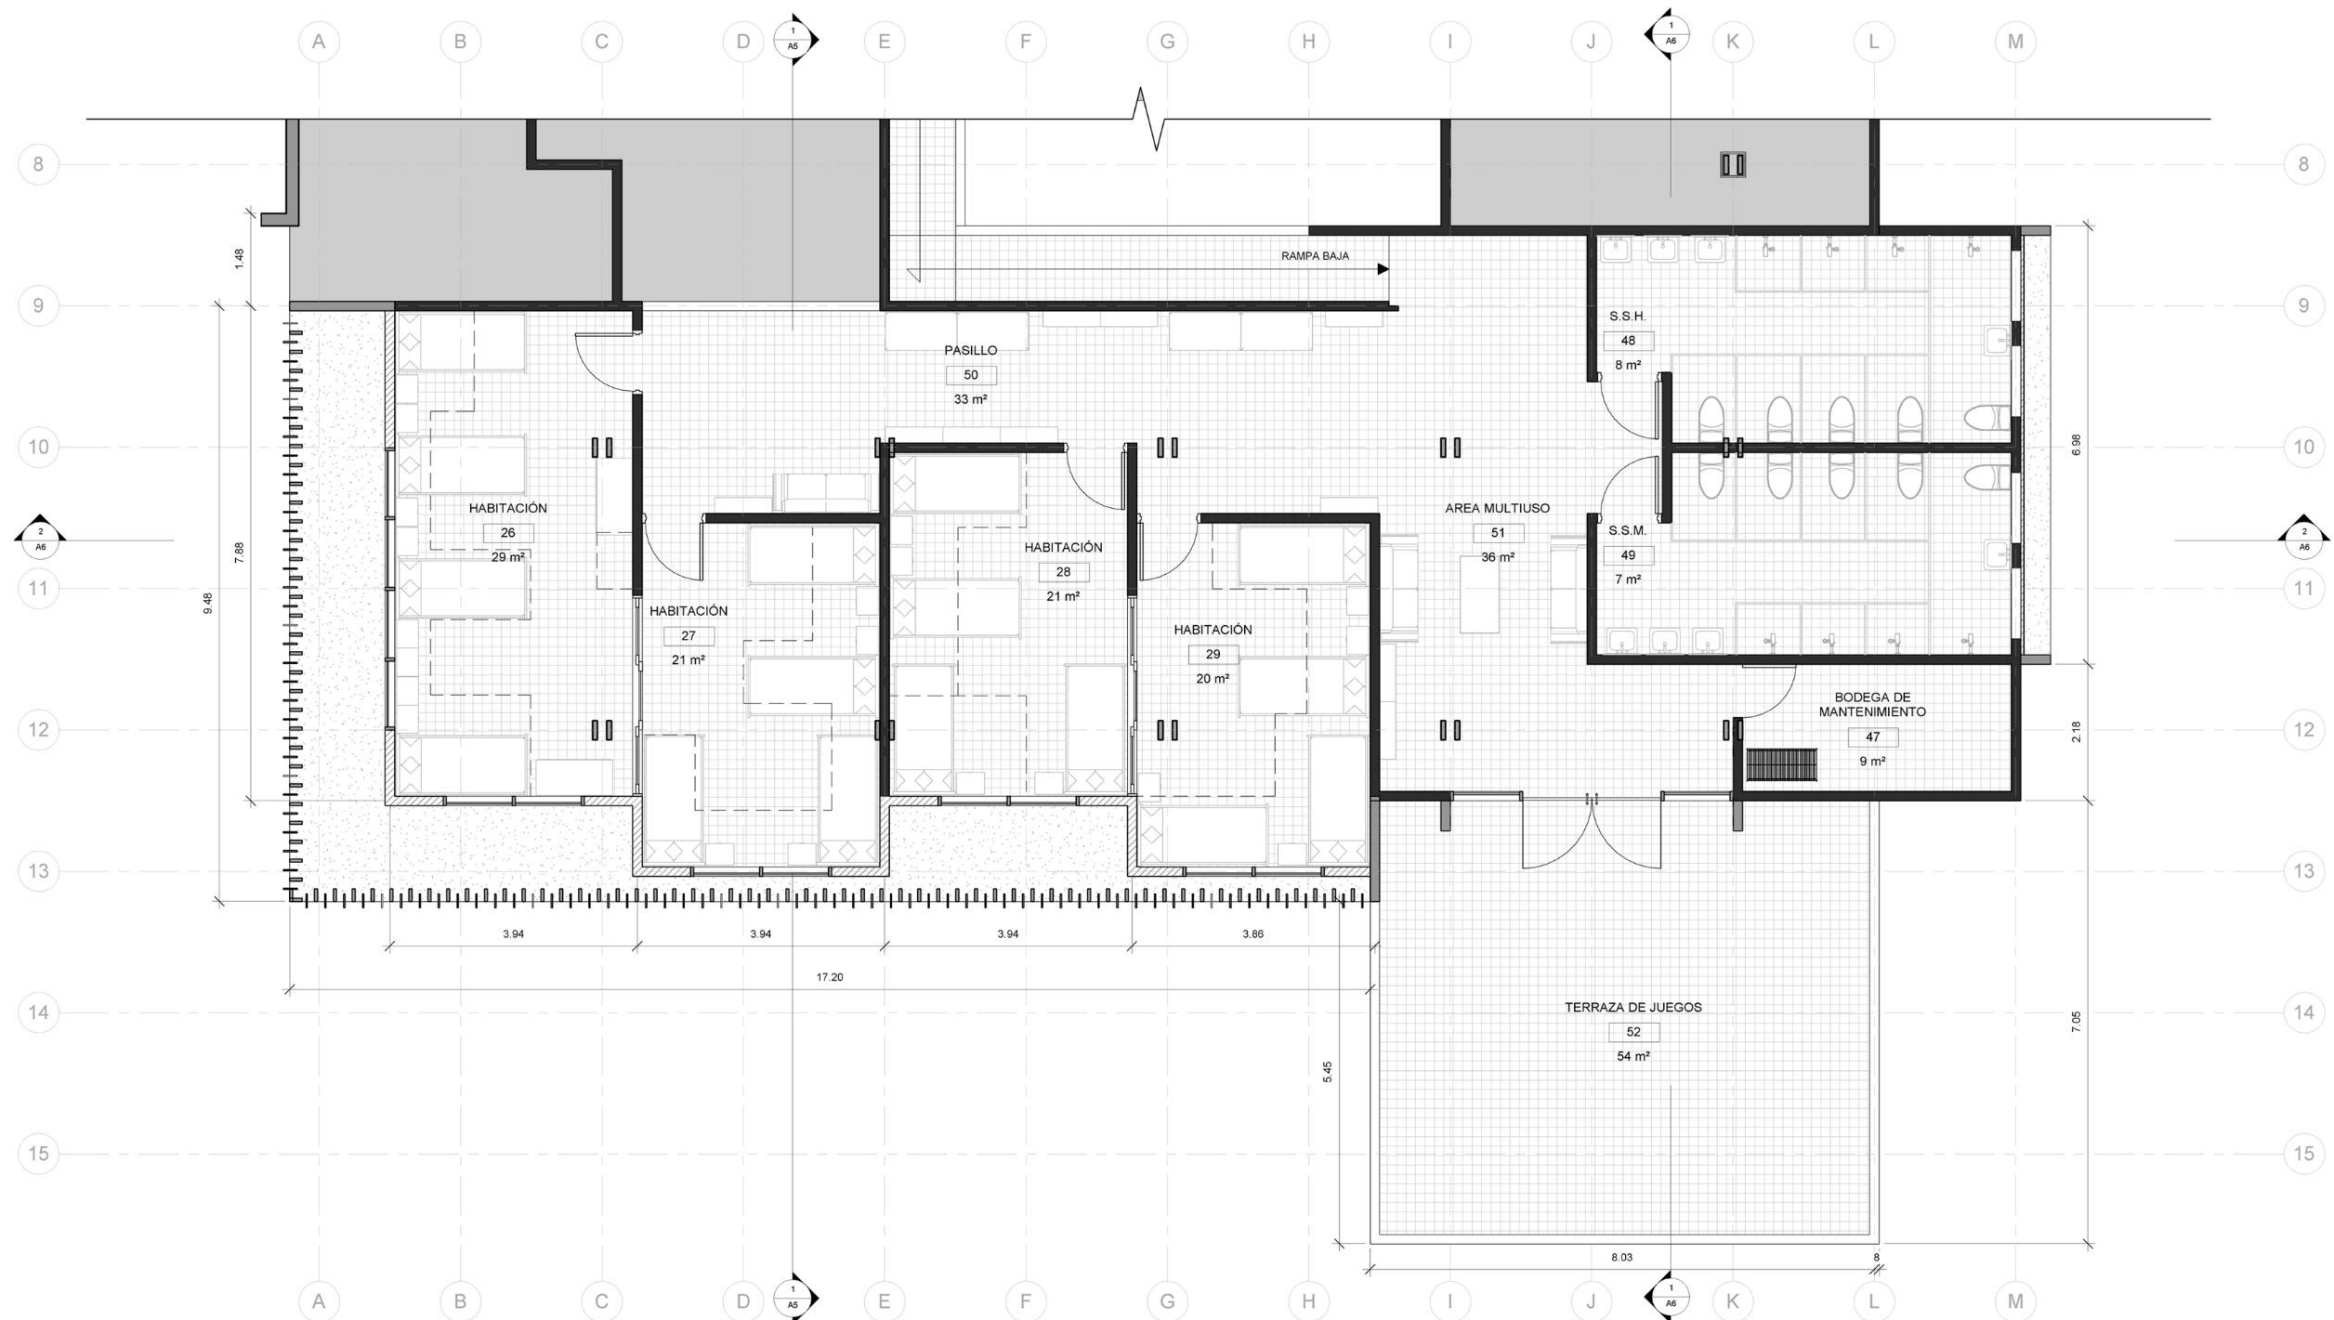 A B C D 1 A5 E F G H I J 1 A6 K L M
8 8
RAMPA BAJA
1.48
9 9
S.S.H.
48
8 m²
PASILLO
50
33 m²
10 10
6.98
HABITACIÓN
26
29 m²
AREA MULTIUSO
51
36 m²
S.S.M.
49
7 m²
2 A6
2 A6
7.88
HABITACIÓN
28
21 m²
11 11
9.48
HABITACIÓN
27
21 m²
HABITACIÓN
29
20 m²
BODEGA DE
MANTENIMIENTO
47
9 m²
12 12
2.18
13 13
3.94 3.94 3.94 3.86
17.20
TERRAZA DE JUEGOS
52
54 m²
14 14
7.05
5.45
15 15
8.03 8
A B C D 1 A5 E F G H I J 1 A6 K L M